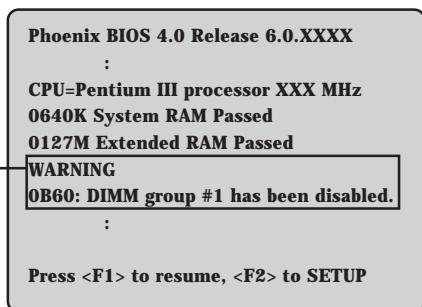 Phoenix BIOS 4.0 Release 6.0.XXXX
:
CPU=Pentium III processor XXX MHz
0640K System RAM Passed
0127M Extended RAM Passed
WARNING
0B60: DIMM group #1 has been disabled.
:
Press <F1> to resume, <F2> to SETUP